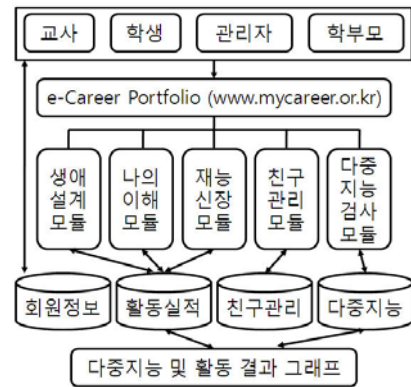 교사 학생 관리자 학부모
e-Career Portfolio (www.mycareer.or.kr)
생애
설계
모듈
나의
이해
모듈
재능
신장
모듈
친구
관리
모듈
다중
지능
검사
모듈
회원정보 활동실적 친구관리 다중지능
다중지능 및 활동 결과 그래프